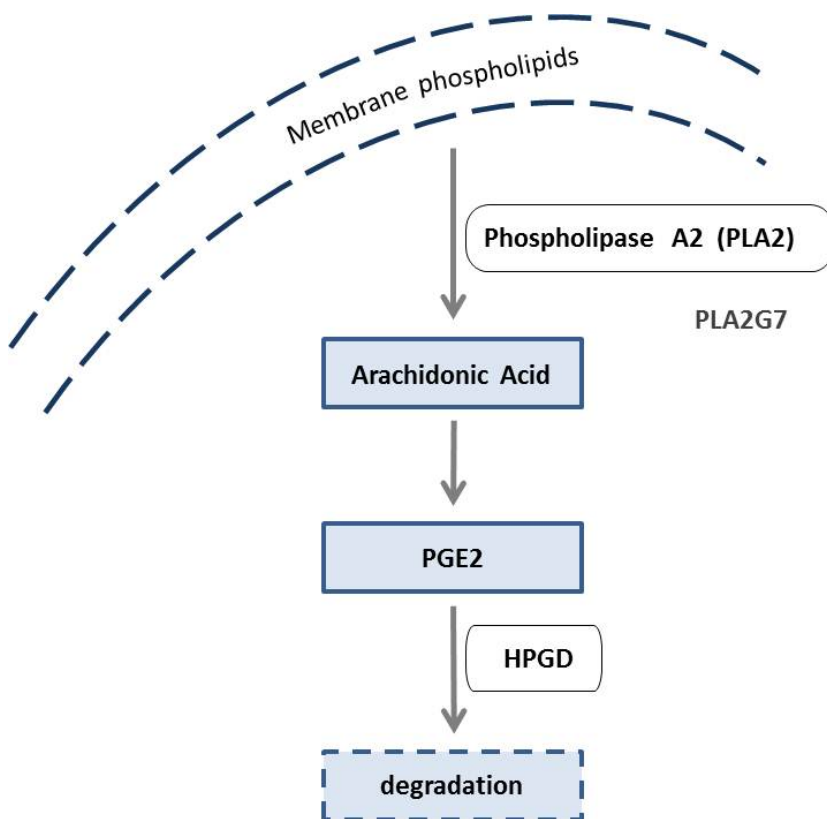 Membrane phospholipids
Phospholipase A2 (PLA2)
PLA2G7
Arachidonic Acid
PGE2
HPGD
degradation